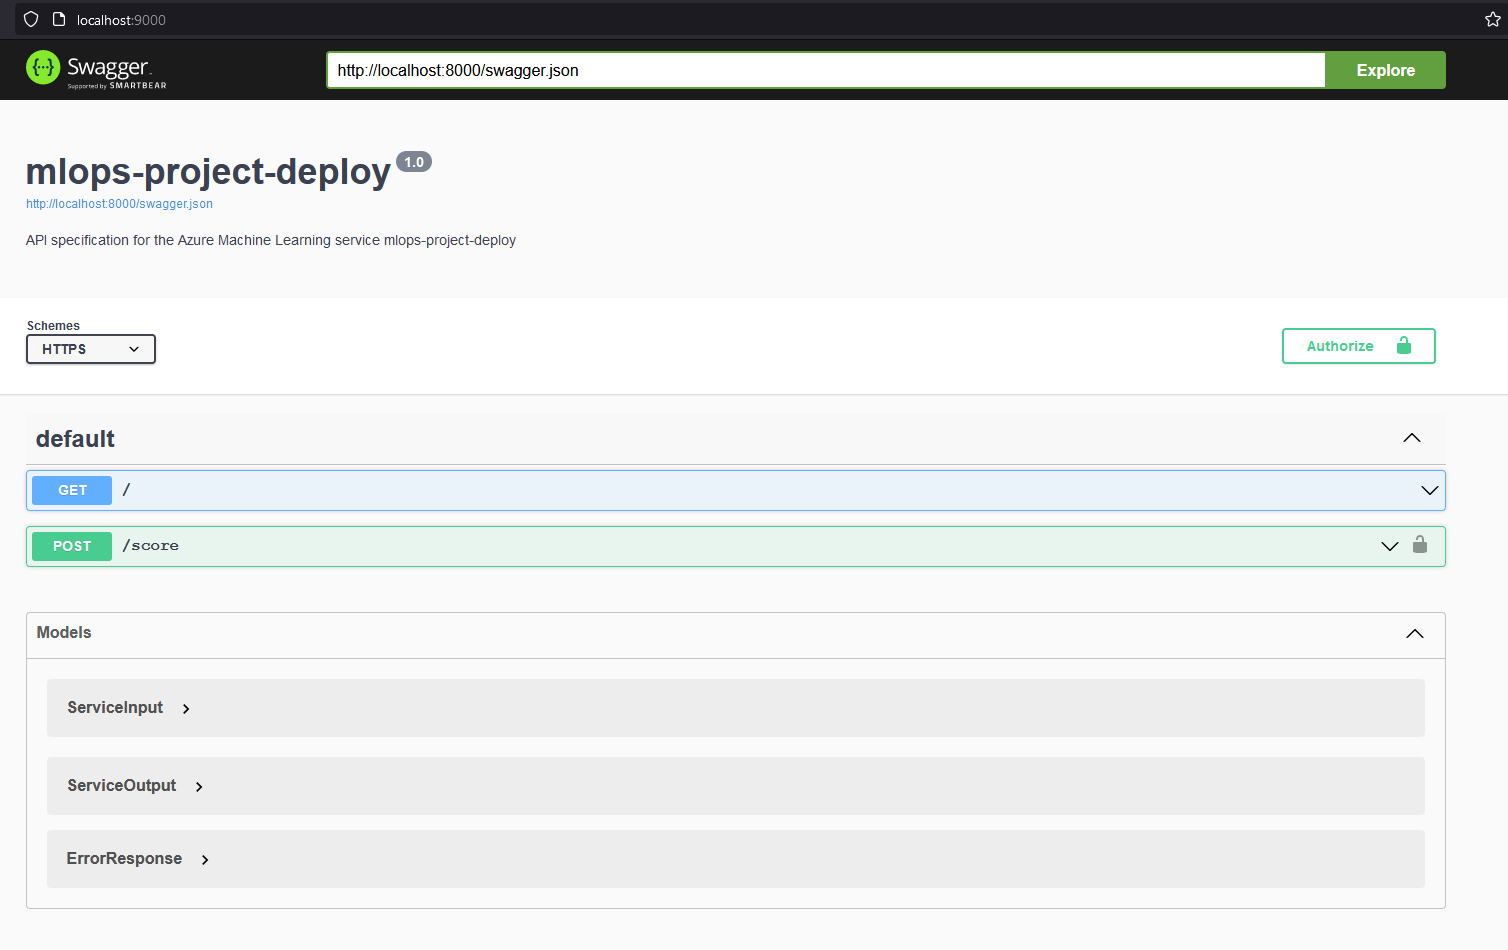 localhost:9000
Swagger.
Supported by SMARTBEAR
http://localhost:8000/swagger.json
Explore
mlops-project-deploy 1.0
http://localhost:8000/swagger.json
API specification for the Azure Machine Learning service mlops-project-deploy
Schemes
HTTPS
Authorize
default
GET /
POST /score
Models
ServiceInput
ServiceOutput
ErrorResponse